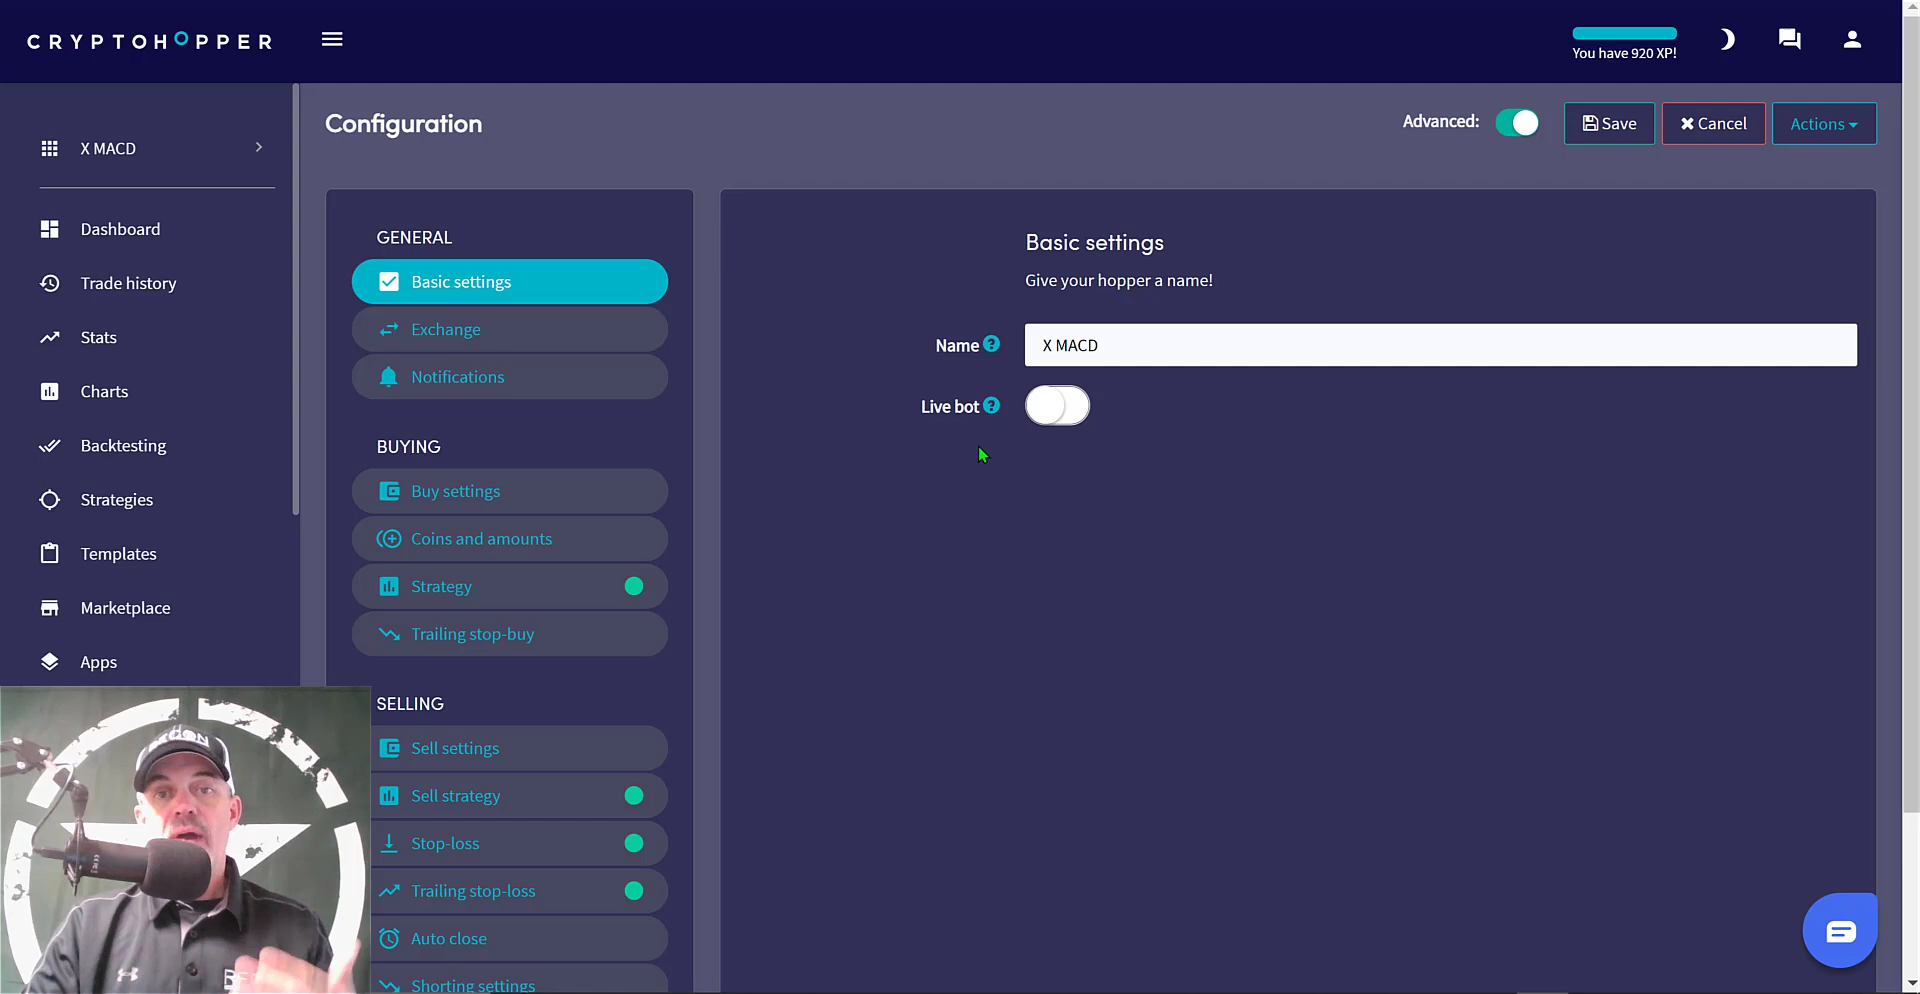 CRYPTOHOPPER
You have 920 XP!
Configuration
Advanced:
Save
Cancel
Actions
X MACD
Dashboard
Trade history
Stats
Charts
Backtesting
Strategies
Templates
Marketplace
Apps
GENERAL
Basic settings
Exchange
Notifications
BUYING
Buy settings
Coins and amounts
Strategy
Trailing stop-buy
SELLING
Sell settings
Sell strategy
Stop-loss
Trailing stop-loss
Auto close
Shorting settings
Basic settings
Give your hopper a name!
Name ?
X MACD
Live bot ?